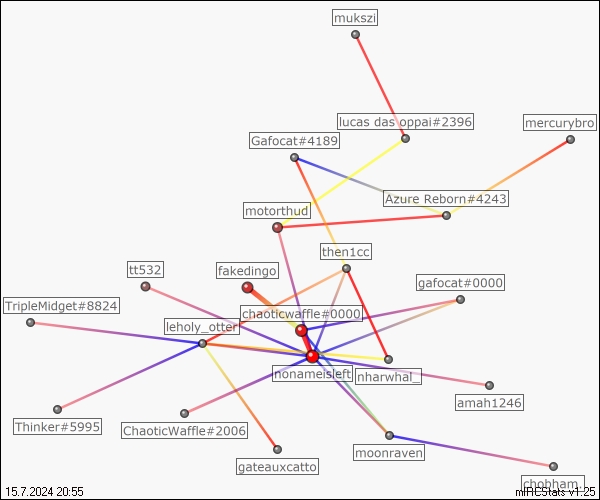 mukszi
lucas das oppai#2396
mercurybro
Gafocat#4189
Azure Reborn#4243
motorthud
then1cc
tt532
fakedingo
gafocat#0000
TripleMidget#8824
chaoticwaffle#0000
leholy_otter
nonameisleft
nharwhal_
amah1246
Thinker#5995
ChaoticWaffle#2006
moonraven
gateauxcatto
chobham.
15.7.2024 20:55
mIRCStats v1.25